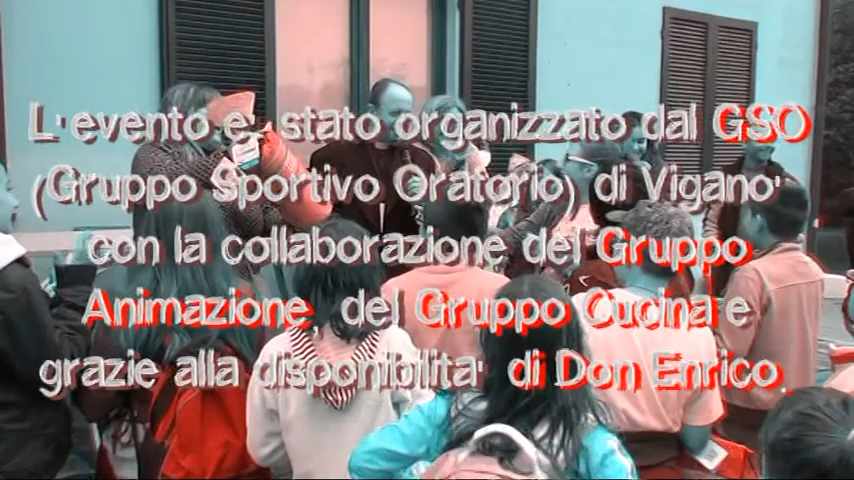 L'evento e' stato organizzato dal GSO
(Gruppo Sportivo Oratorio) di Vigano'
con la collaborazione del Gruppo
Animazione e del Gruppo Cucina e
grazie alla disponibilita' di Don Enrico.